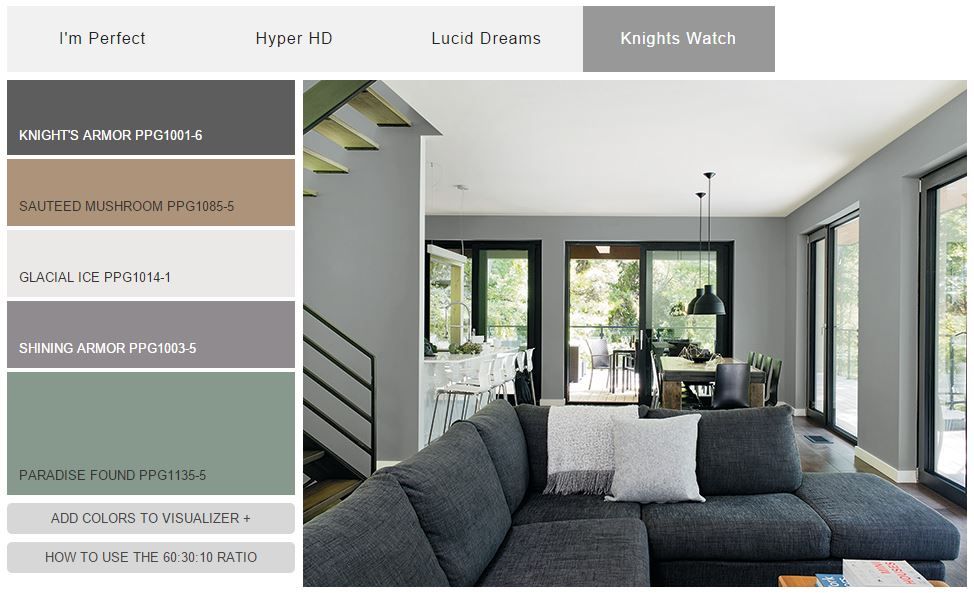 I'm Perfect
Hyper HD
Lucid Dreams
Knights Watch
KNIGHT'S ARMOR PPG1001-6
SAUTEED MUSHROOM PPG1085-5
GLACIAL ICE PPG1014-1
SHINING ARMOR PPG1003-5
PARADISE FOUND PPG1135-5
ADD COLORS TO VISUALIZER +
HOW TO USE THE 60:30:10 RATIO
MINI
HOUSES